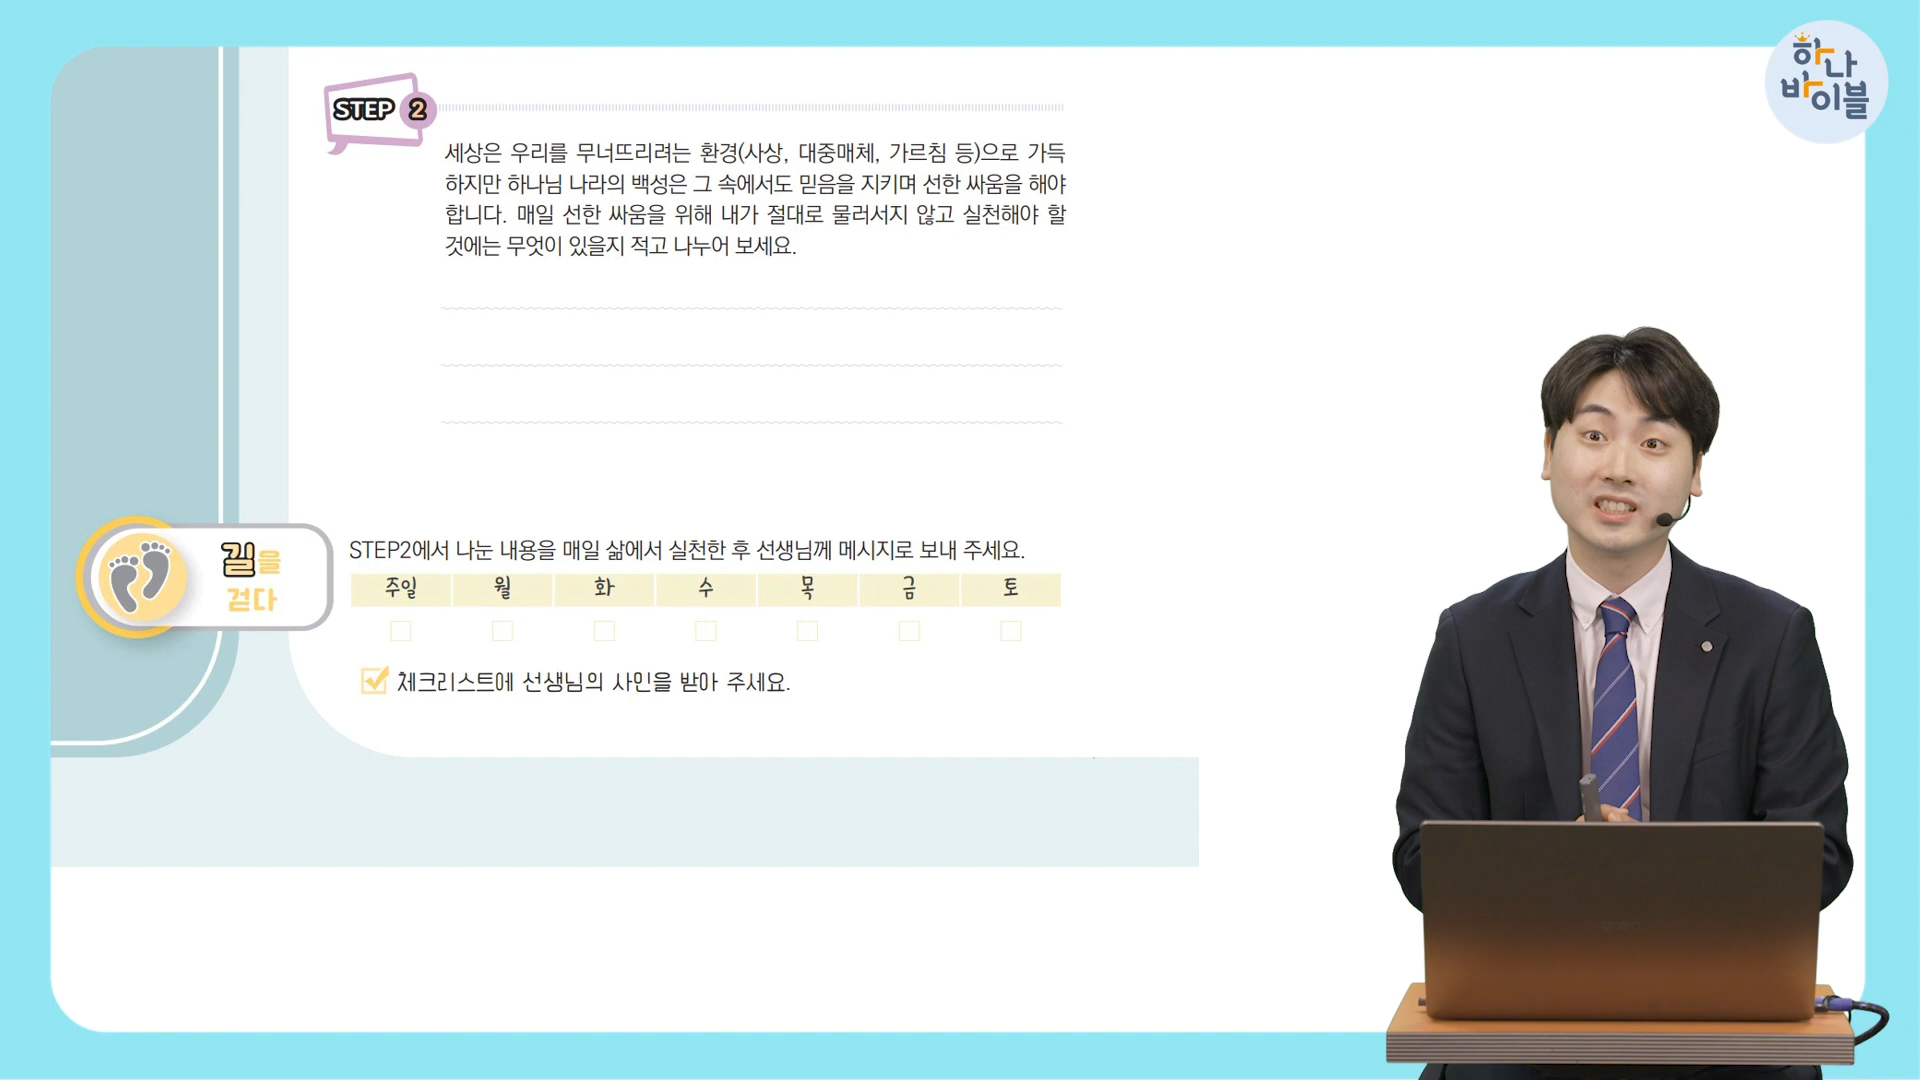 하나
바이블
STEP 2
세상은 우리를 무너뜨리려는 환경(사상, 대중매체, 가르침 등)으로 가득
하지만 하나님 나라의 백성은 그 속에서도 믿음을 지키며 선한 싸움을 해야
합니다. 매일 선한 싸움을 위해 내가 절대로 물러서지 않고 실천해야 할
것에는 무엇이 있을지 적고 나누어 보세요.
길을
걷다
STEP2에서 나눈 내용을 매일 삶에서 실천한 후 선생님께 메시지로 보내 주세요.
주일 월 화 수 목 금 토
체크리스트에 선생님의 사인을 받아 주세요.